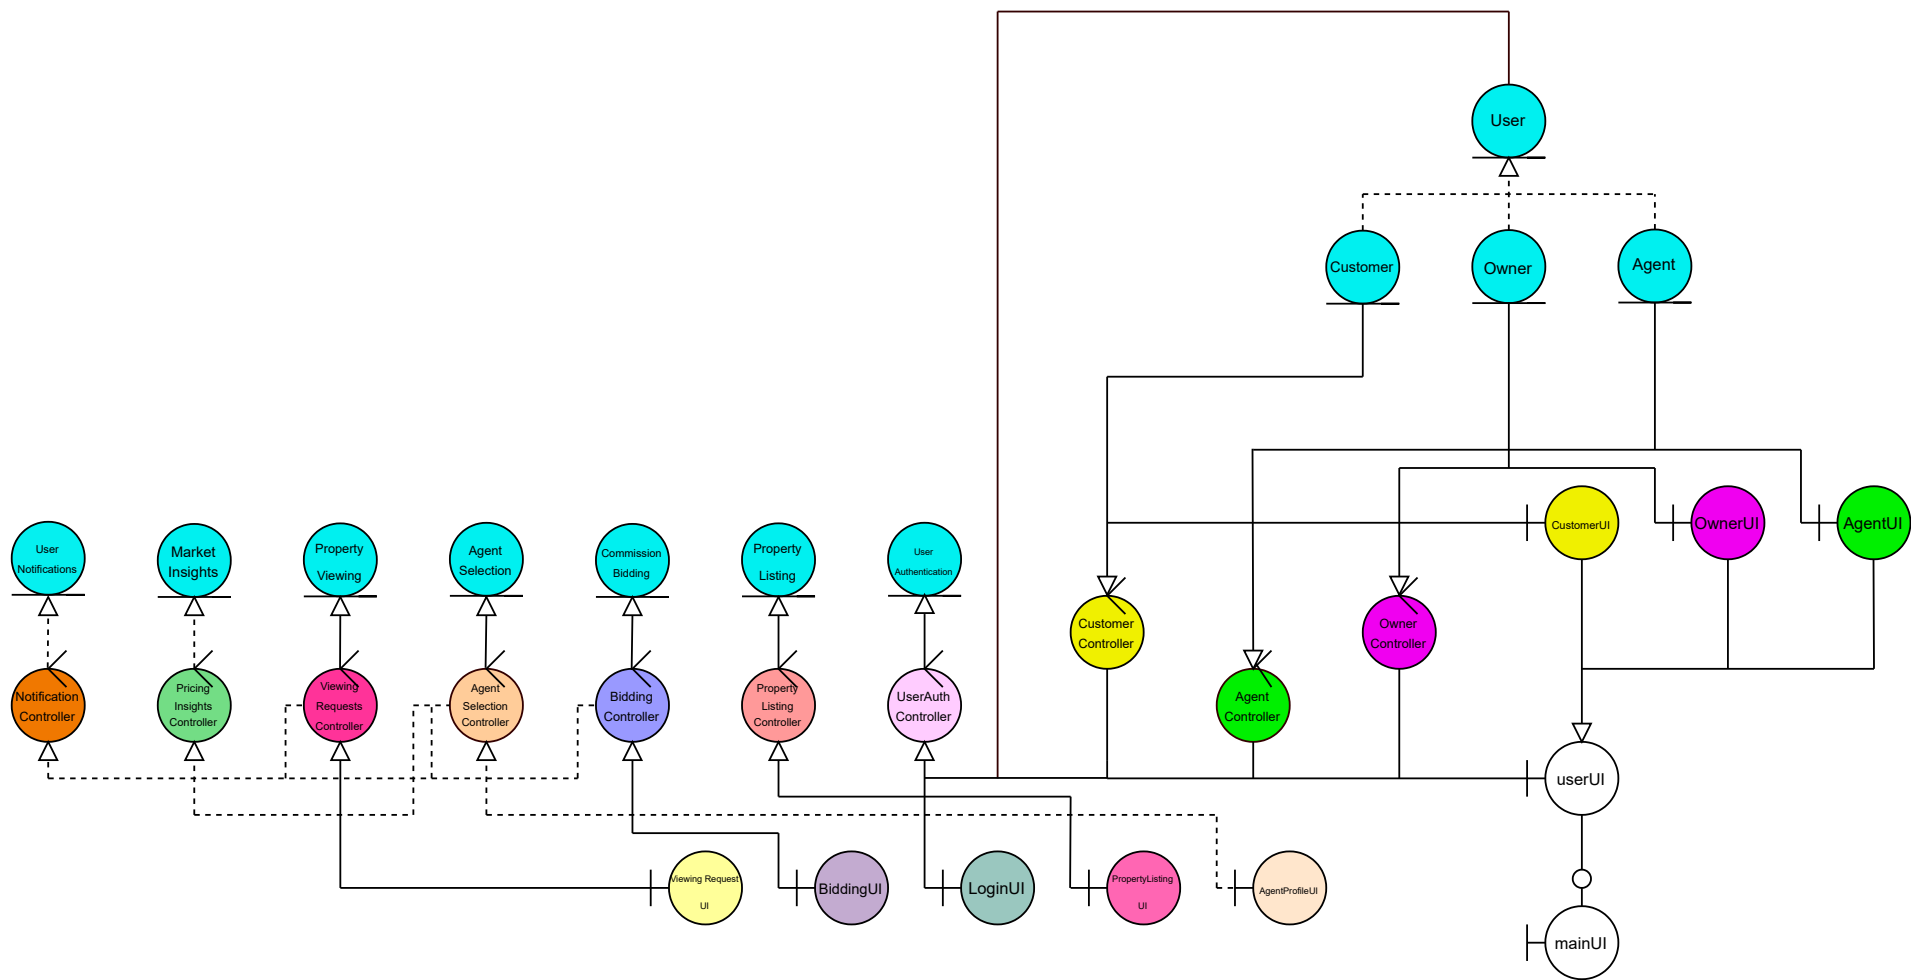 User
Customer
Owner
Agent
CustomerUI
OwnerUI
AgentUI
User
Notifications
Market
Insights
Property
Viewing
Agent
Selection
Commission
Bidding
Property
Listing
User
Authentication
Customer
Controller
Owner
Controller
Notification
Controller
Pricing
Insights
Controller
Viewing
Requests
Controller
Agent
Selection
Controller
Bidding
Controller
Property
Listing
Controller
UserAuth
Controller
Agent
Controller
userUI
Viewing Request
UI
BiddingUI
LoginUI
PropertyListing
UI
AgentProfileUI
mainUI